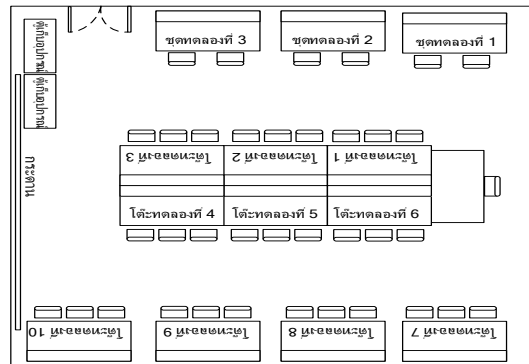 ชุดทดลองที่ 3
ชุดทดลองที่ 2
ชุดทดลองที่ 1
ตู้เก็บอุปกรณ์
ตู้เก็บอุปกรณ์
กระดาน
โต๊ะทดลองที่ 3
โต๊ะทดลองที่ 2
โต๊ะทดลองที่ 1
โต๊ะทดลองที่ 4
โต๊ะทดลองที่ 5
โต๊ะทดลองที่ 6
โต๊ะทดลองที่ 10
โต๊ะทดลองที่ 9
โต๊ะทดลองที่ 8
โต๊ะทดลองที่ 7